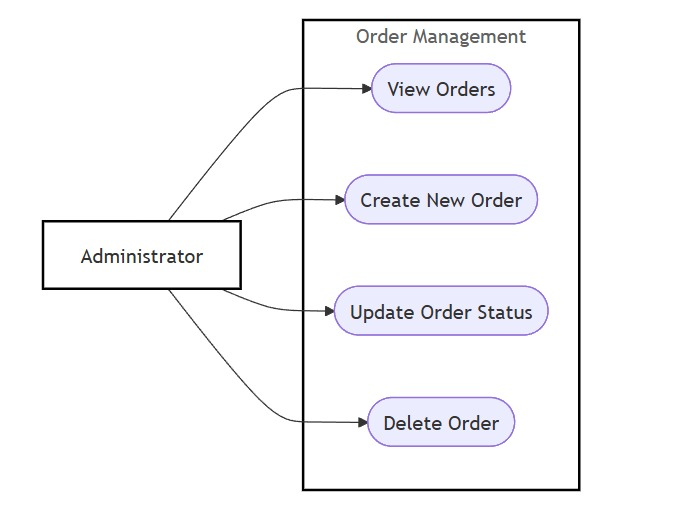 Order Management
View Orders
Create New Order
Administrator
Update Order Status
Delete Order